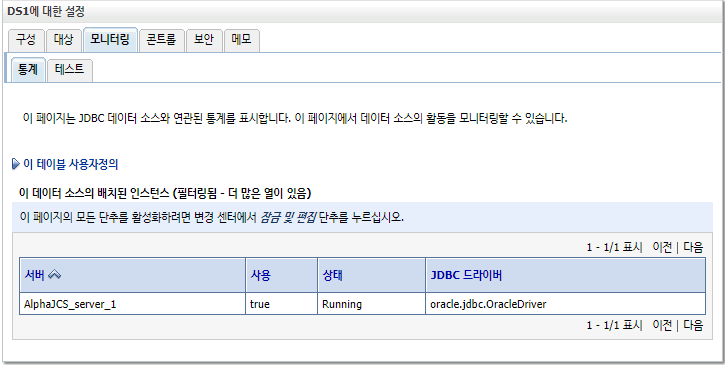 DS1에 대한 설정
구성 대상 모니터링 콘트롤 보안 메모
통계 테스트
이 페이지는 JDBC 데이터 소스와 연관된 통계를 표시합니다. 이 페이지에서 데이터 소스의 활동을 모니터링할 수 있습니다.
이 테이블 사용자정의
이 데이터 소스의 배치된 인스턴스 (필터링됨 - 더 많은 열이 있음)
이 페이지의 모든 단추를 활성화하려면 변경 센터에서 잠금 및 편집 단추를 누르십시오.
1 - 1/1 표시 이전 | 다음
서버 사용 상태 JDBC 드라이버
AlphaJCS_server_1 true Running oracle.jdbc.OracleDriver
1 - 1/1 표시 이전 | 다음